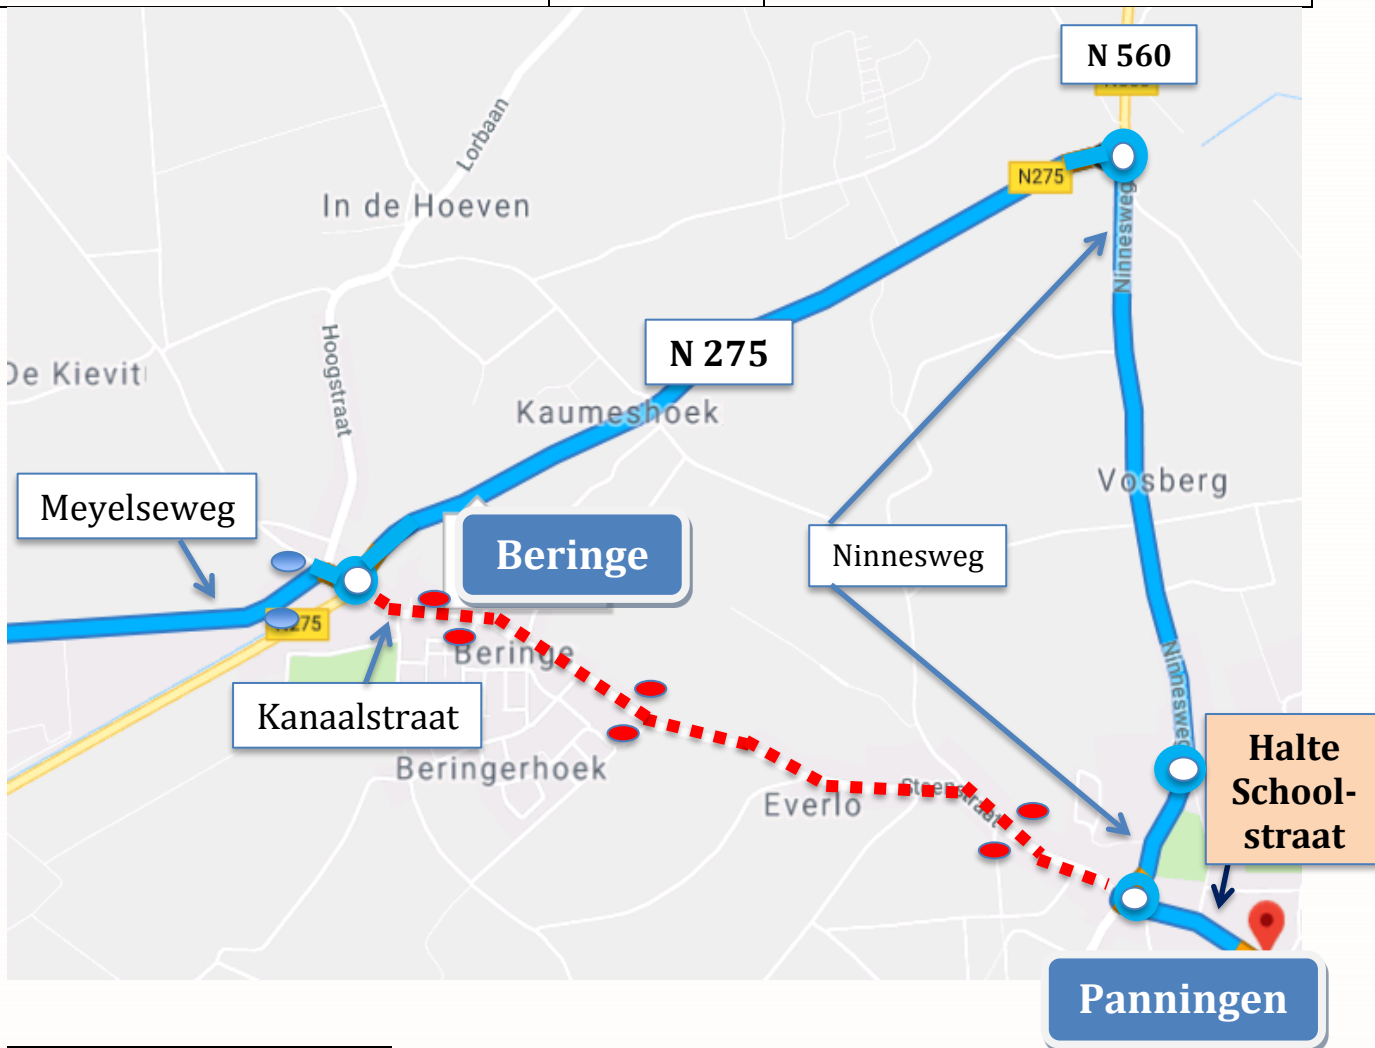 N 560
Lorbaan
N275
Ninnesweg
In de Hoeven
Hoogstraat
N 275
De Kievit
Kaumeshoek
Vosberg
Meyelseweg
Beringe
Ninnesweg
N275
Beringe
Ninnesweg
Kanaalstraat
Halte
School-
straat
Beringerhoek
Everlo
Steenstraat
Panningen